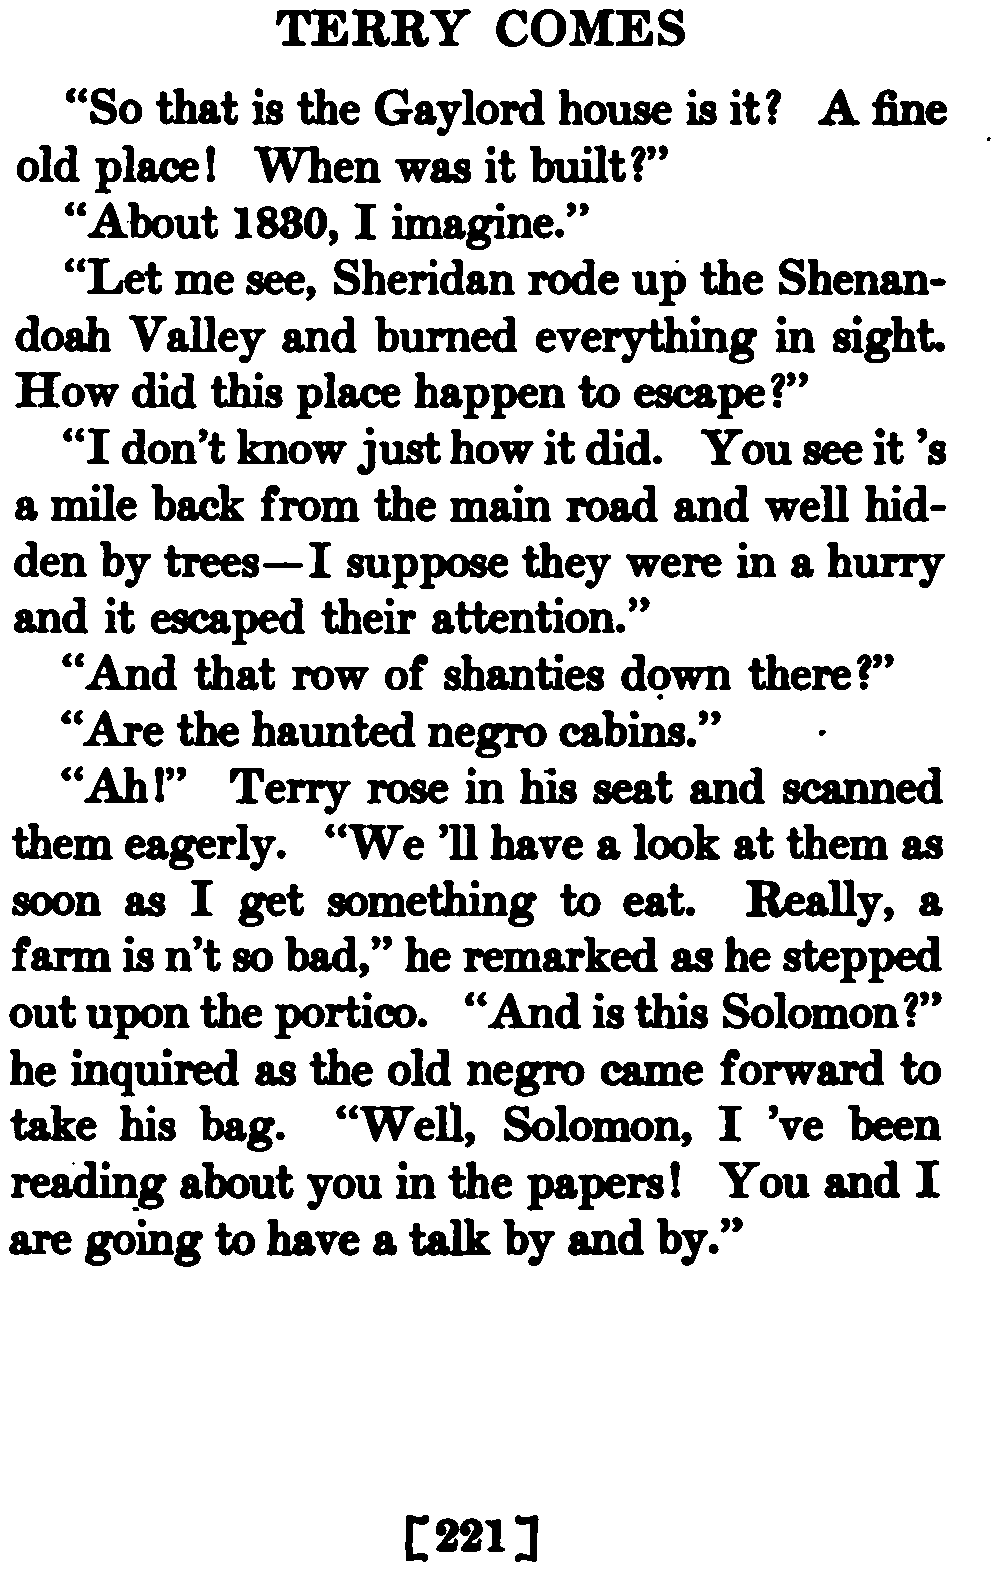 TERRY COMES
“So that is the Gaylord house is it? A fine
old place! When was it built?”
“About 1830, I imagine.”
“Let me see, Sheridan rode up the Shenan-
doah Valley and burned everything in sight.
How did this place happen to escape?”
“I don’t know just how it did. You see it ’s
a mile back from the main road and well hid-
den by trees—I suppose they were in a hurry
and it escaped their attention.”
“And that row of shanties down there?”
“Are the haunted negro cabins.”
“Ah!” Terry rose in his seat and scanned
them eagerly. “We ’ll have a look at them as
soon as I get something to eat. Really, a
farm is n’t so bad,” he remarked as he stepped
out upon the portico. “And is this Solomon?”
he inquired as the old negro came forward to
take his bag. “Well, Solomon, I ’ve been
reading about you in the papers! You and I
are going to have a talk by and by.”
[221]